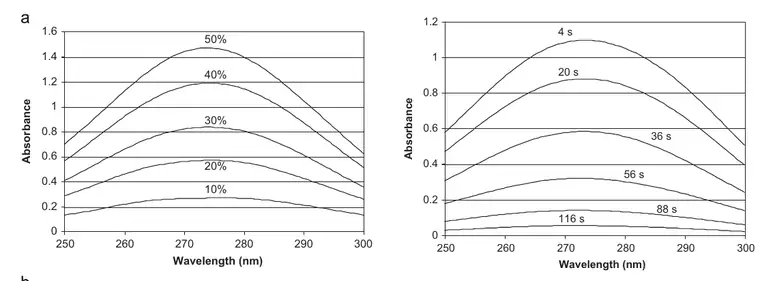 a
1.6
1.4
1.2
1
0.8
0.6
0.4
0.2
0
Absorbance
50%
40%
30%
20%
10%
250 260 270 280 290 300
Wavelength (nm)
1.2
1
0.8
0.6
0.4
0.2
0
Absorbance
4 s
20 s
36 s
56 s
88 s
116 s
250 260 270 280 290 300
Wavelength (nm)